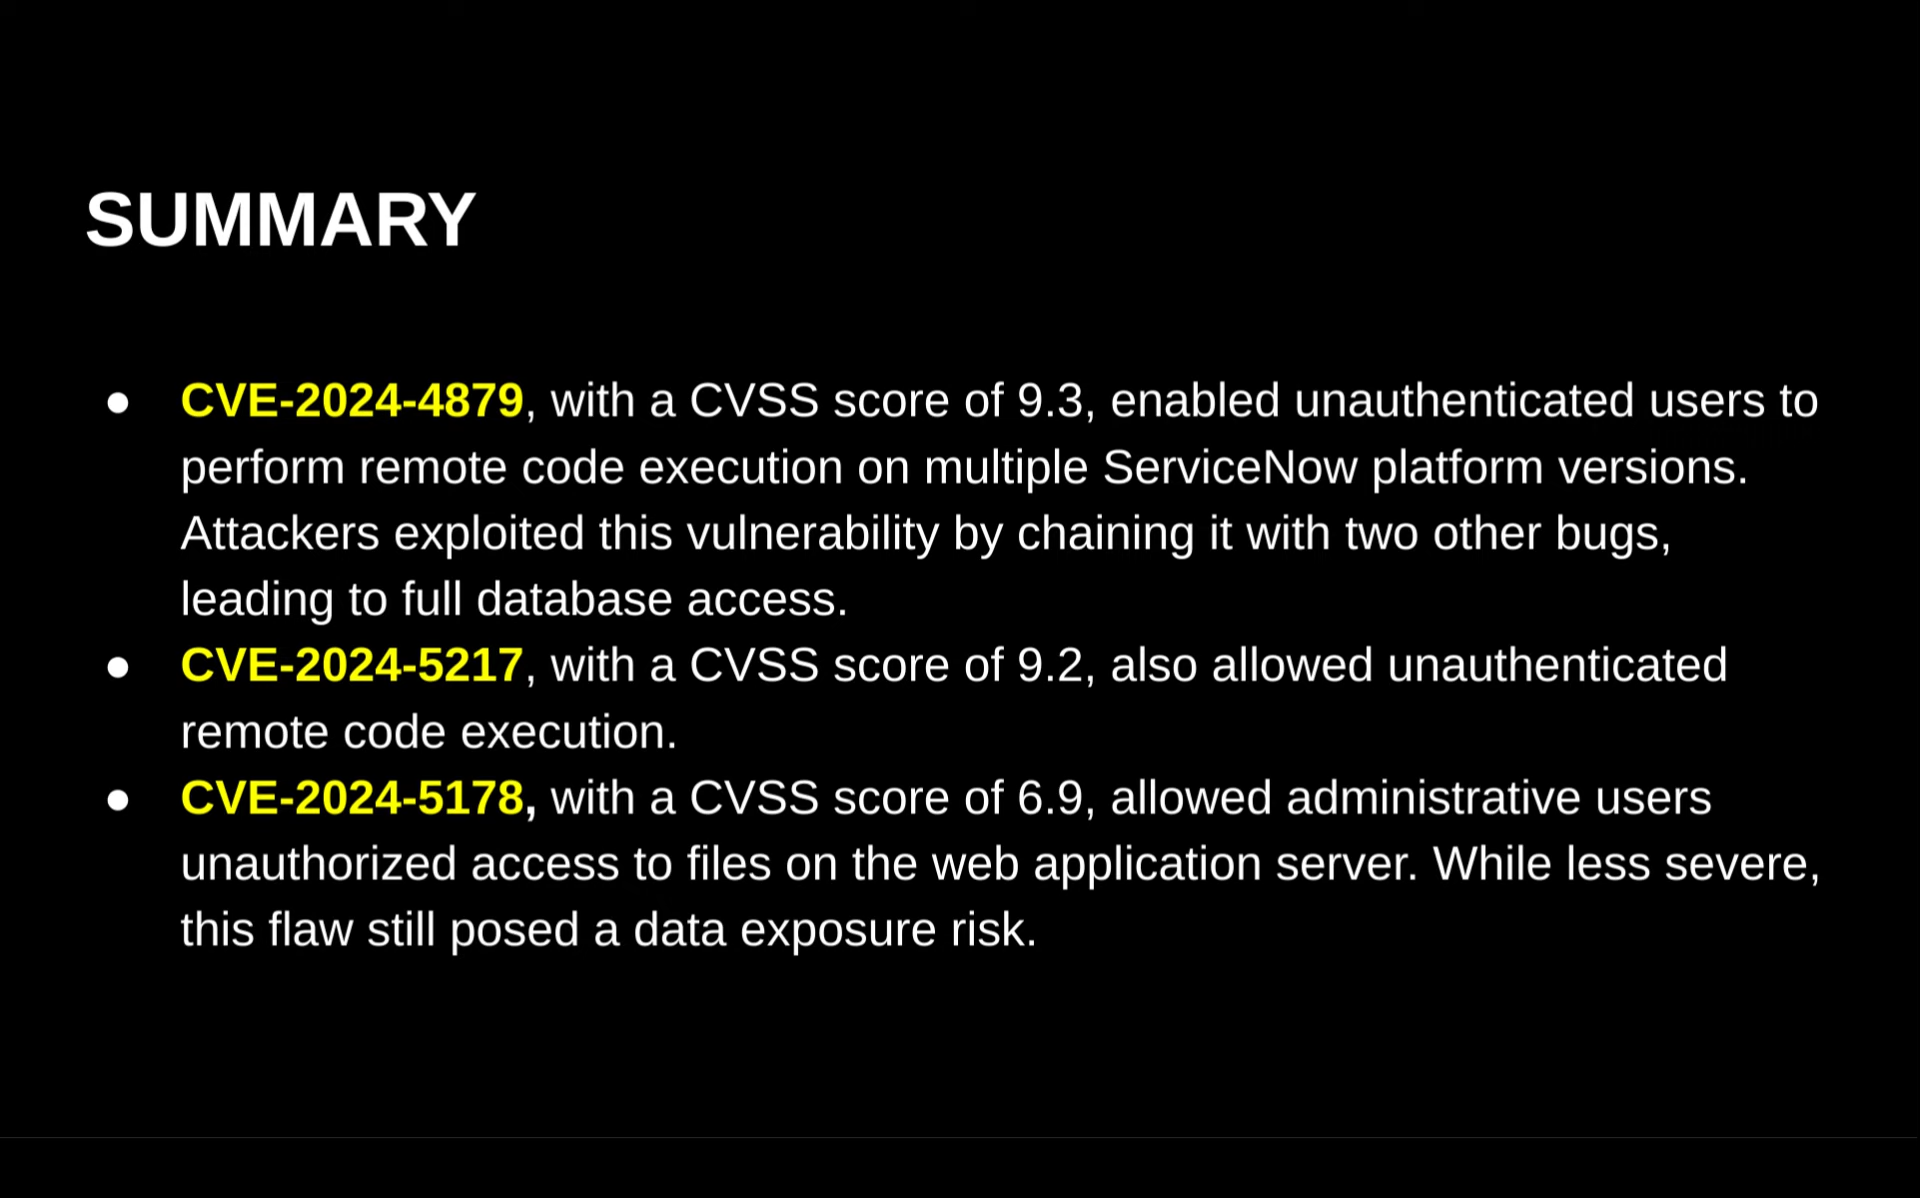 SUMMARY
● CVE-2024-4879, with a CVSS score of 9.3, enabled unauthenticated users to
perform remote code execution on multiple ServiceNow platform versions.
Attackers exploited this vulnerability by chaining it with two other bugs,
leading to full database access.
● CVE-2024-5217, with a CVSS score of 9.2, also allowed unauthenticated
remote code execution.
● CVE-2024-5178, with a CVSS score of 6.9, allowed administrative users
unauthorized access to files on the web application server. While less severe,
this flaw still posed a data exposure risk.